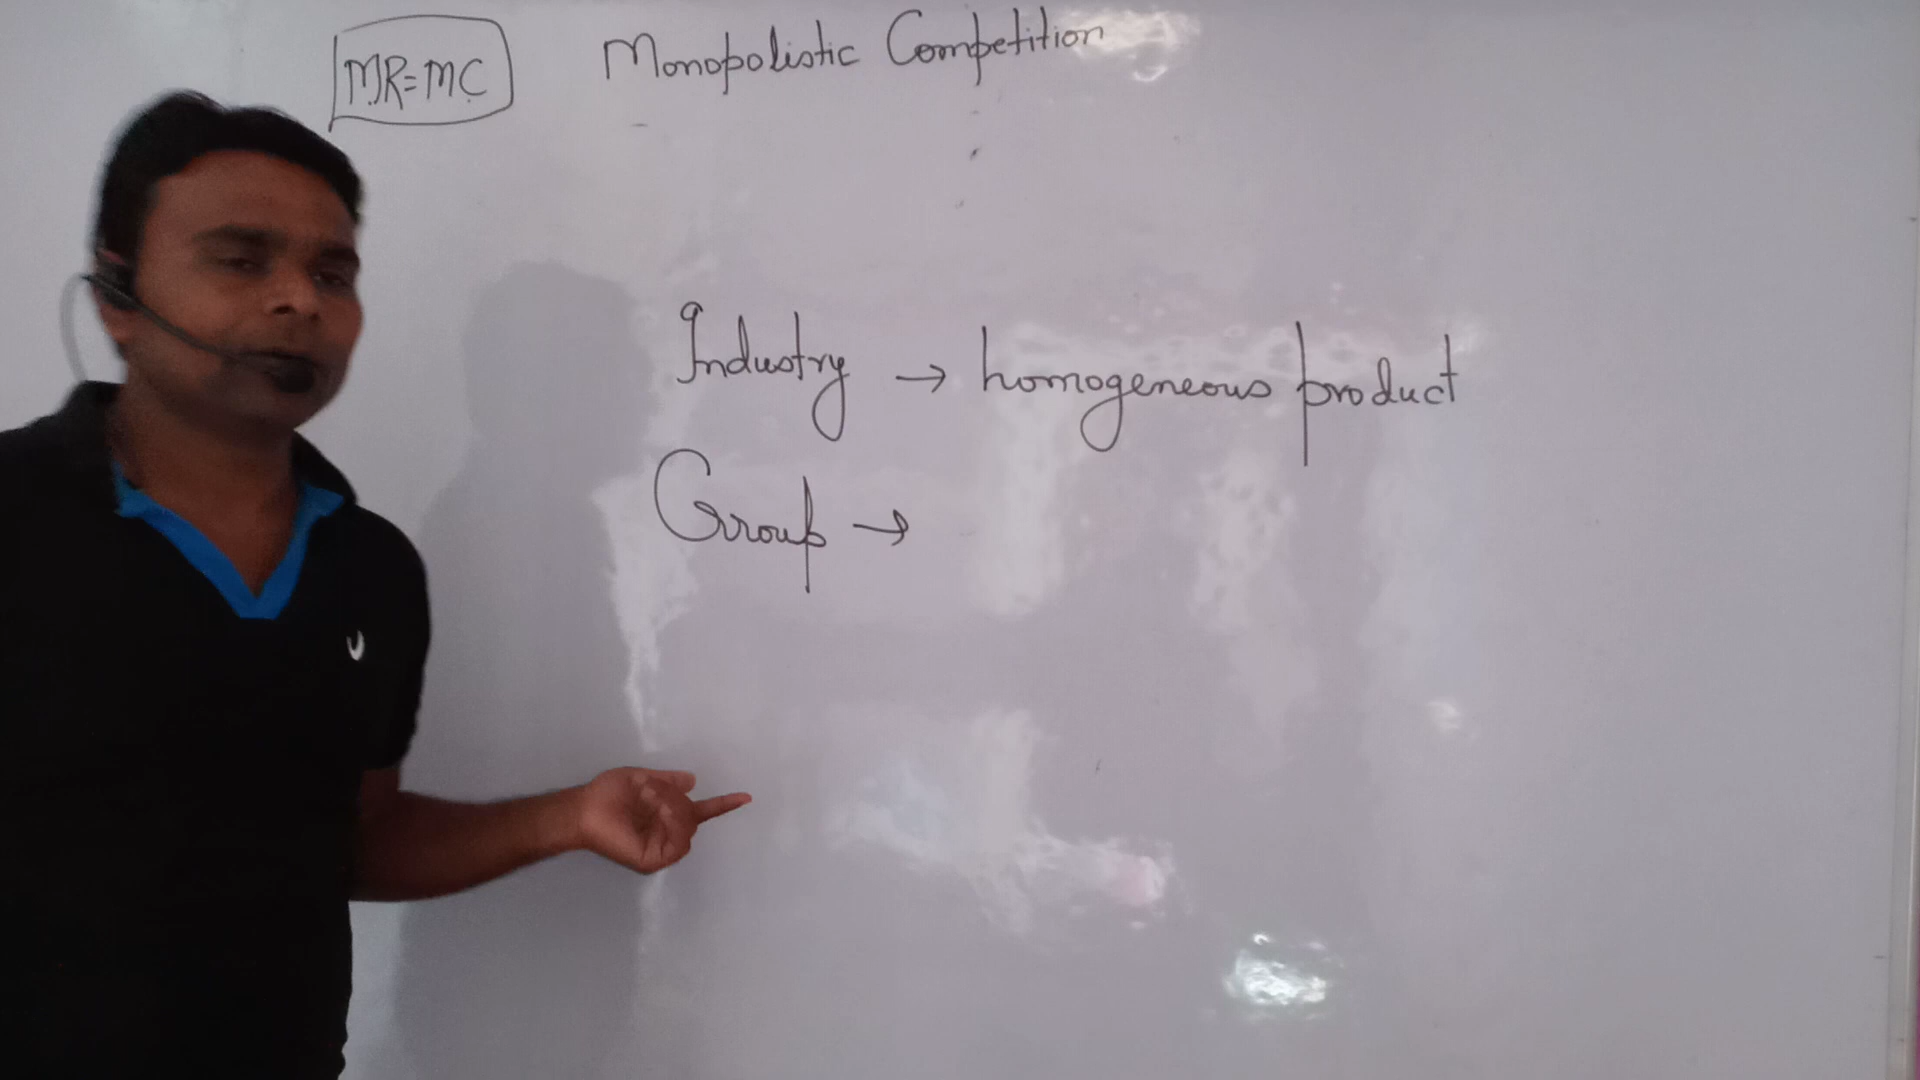 MR=MC
Monopolistic Competition
Industry → homogeneous product
Group →